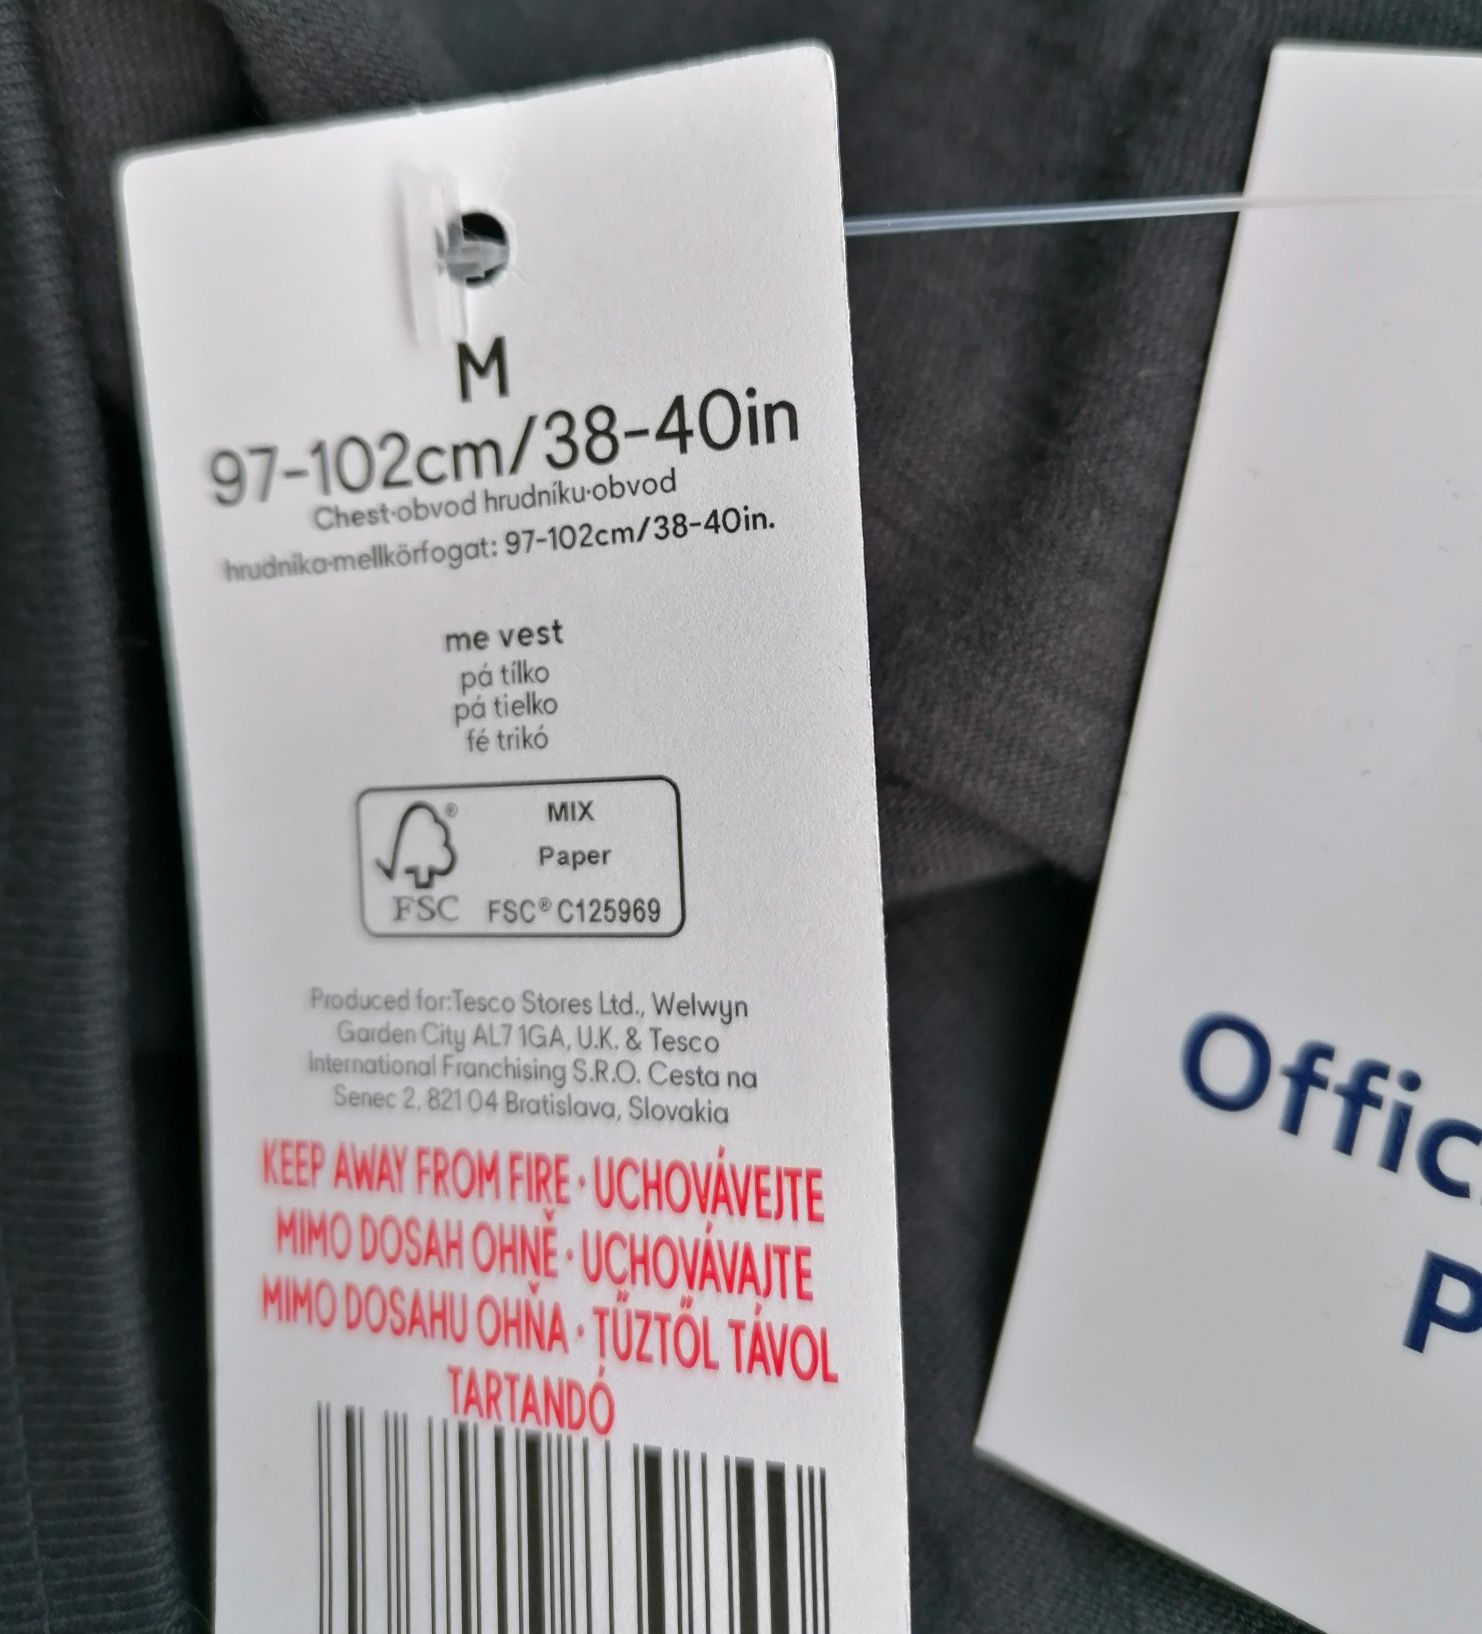 M
97-102cm/38-40in
Chest·obvod hrudníku·obvod
hrudníka·mellkörfogat: 97-102cm/38-40in.
me vest
pá tílko
pá tielko
fé trikó
MIX
Paper
FSC FSC® C125969
Produced for:Tesco Stores Ltd., Welwyn
Garden City AL7 1GA, U.K. & Tesco
International Franchising S.R.O. Cesta na
Senec 2, 821 04 Bratislava, Slovakia
KEEP AWAY FROM FIRE · UCHOVÁVEJTE
MIMO DOSAH OHNĚ · UCHOVÁVAJTE
MIMO DOSAHU OHŇA · TŰZTŐL TÁVOL
TARTANDÓ
Offic
P